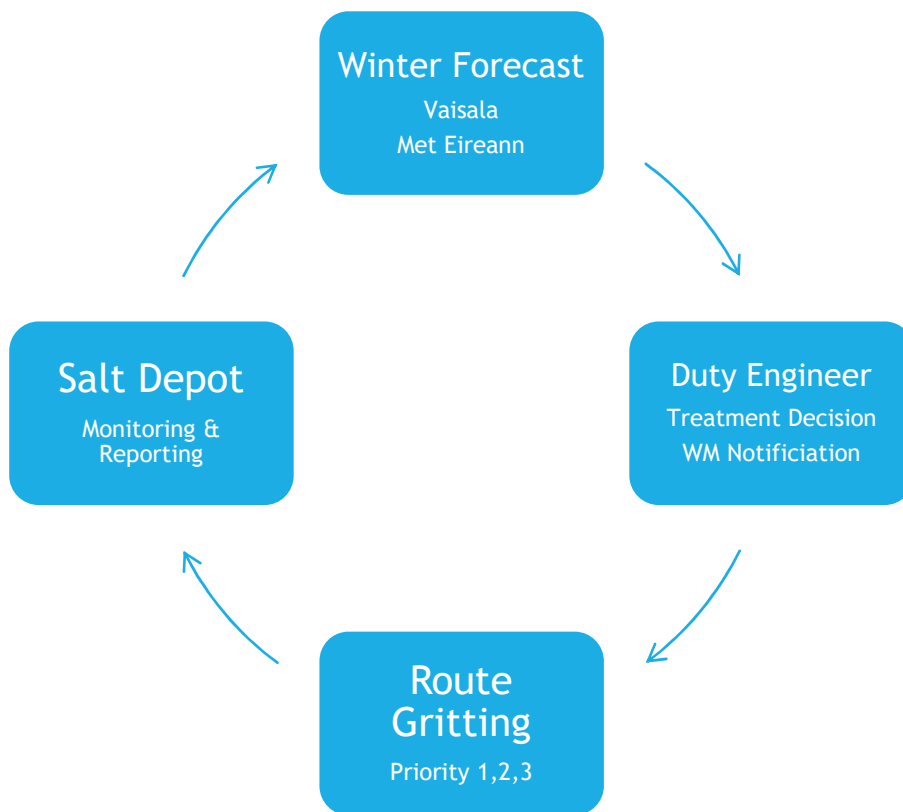 Winter Forecast
Vaisala
Met Eireann
Salt Depot
Monitoring &
Reporting
Duty Engineer
Treatment Decision
WM Notificiation
Route
Gritting
Priority 1,2,3